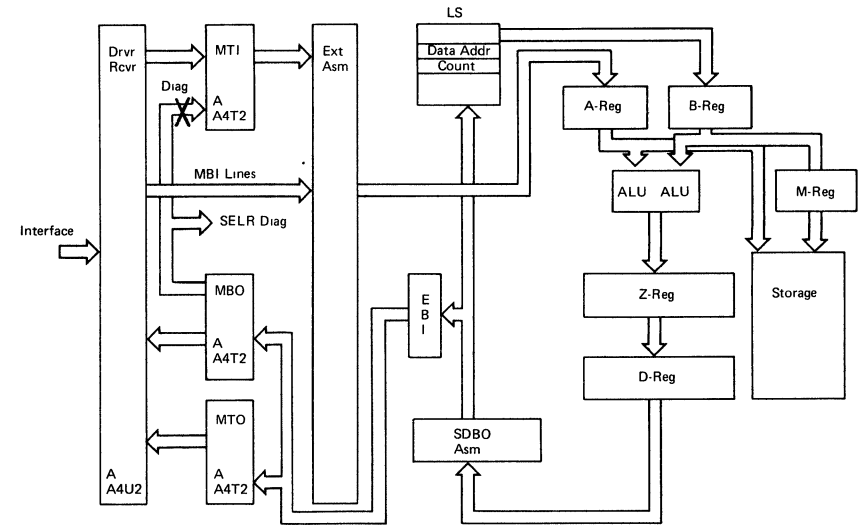 LS
Drvr
Rcvr
MTI
Ext
Asm
Data Addr
Count
Diag
A
A4T2
A-Reg
B-Reg
MBI Lines
ALU ALU
M-Reg
SELR Diag
Interface
MBO
E
B
I
Z-Reg
Storage
A
A4T2
D-Reg
MTO
SDBO
Asm
A
A4U2
A
A4T2